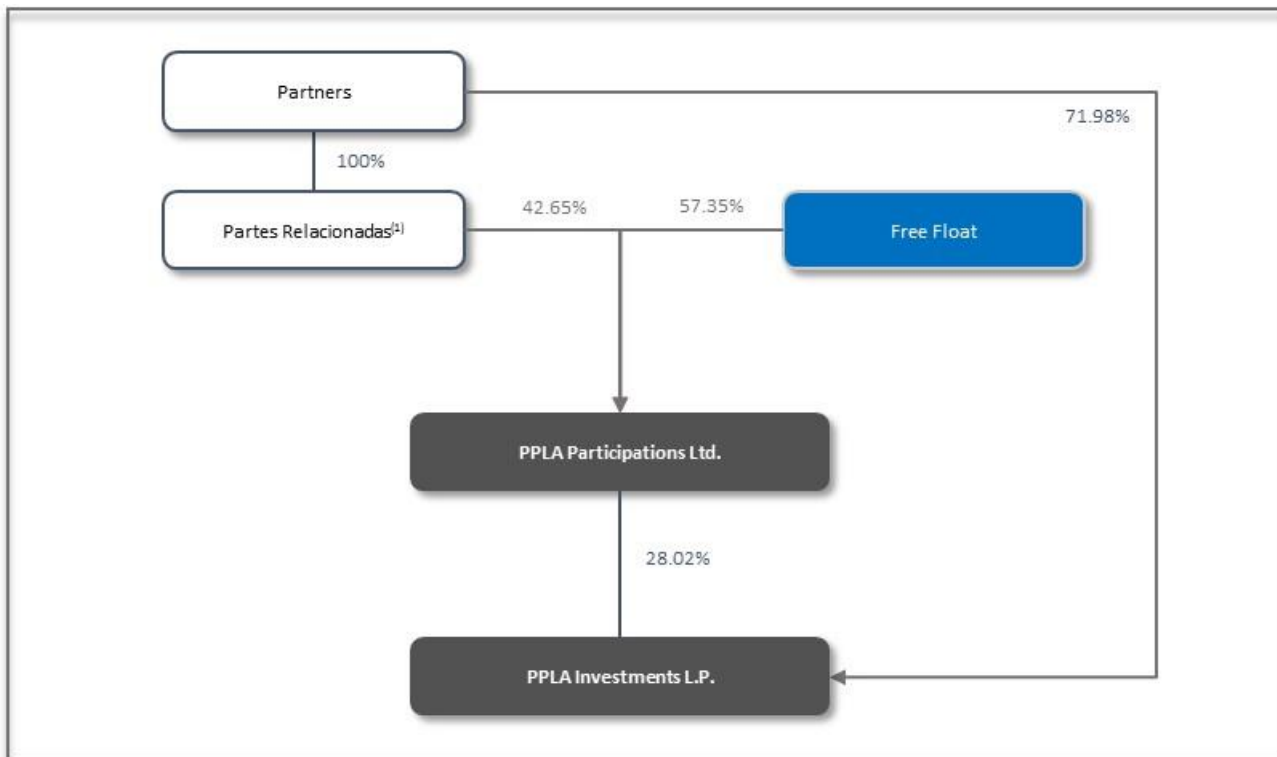 Partners
71.98%
100%
Partes Relacionadas(1)
42.65%
57.35%
Free Float
PPLA Participations Ltd.
28.02%
PPLA Investments L.P.